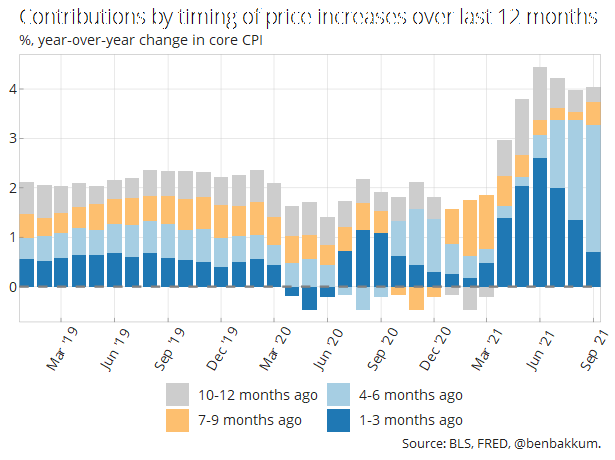 Contributions by timing of price increases over last 12 months
%, year-over-year change in core CPI
4
3
2
1
0
Mar '19
Jun '19
Sep '19
Dec '19
Mar '20
Jun '20
Sep '20
Dec '20
Mar '21
Jun '21
Sep '21
10-12 months ago
4-6 months ago
7-9 months ago
1-3 months ago
Source: BLS, FRED, @benbakkum.